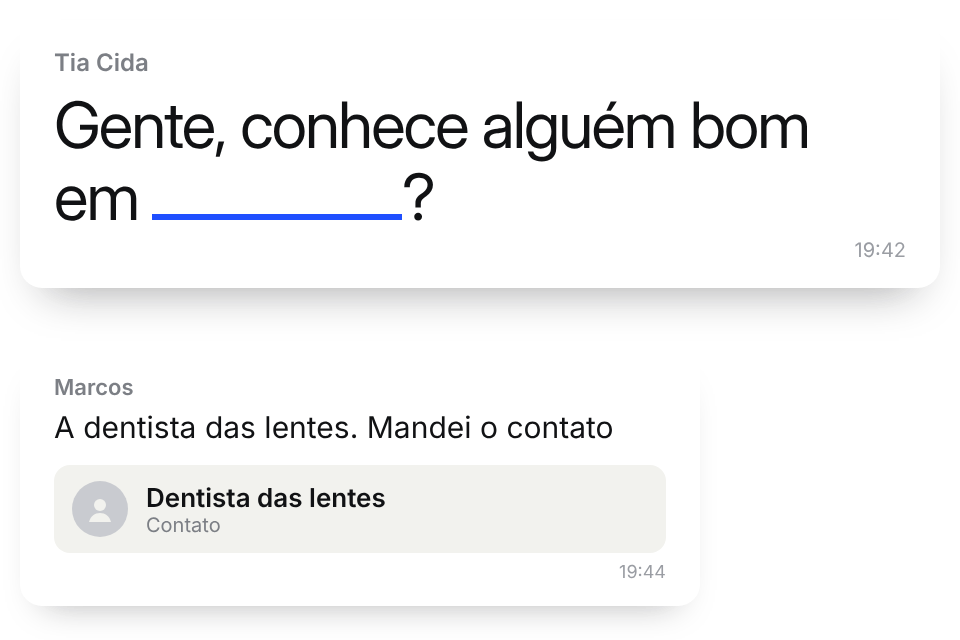 Tia Cida
Gente, conhece alguém bom
em ________?
19:42
Marcos
A dentista das lentes. Mandei o contato
Dentista das lentes
Contato
19:44